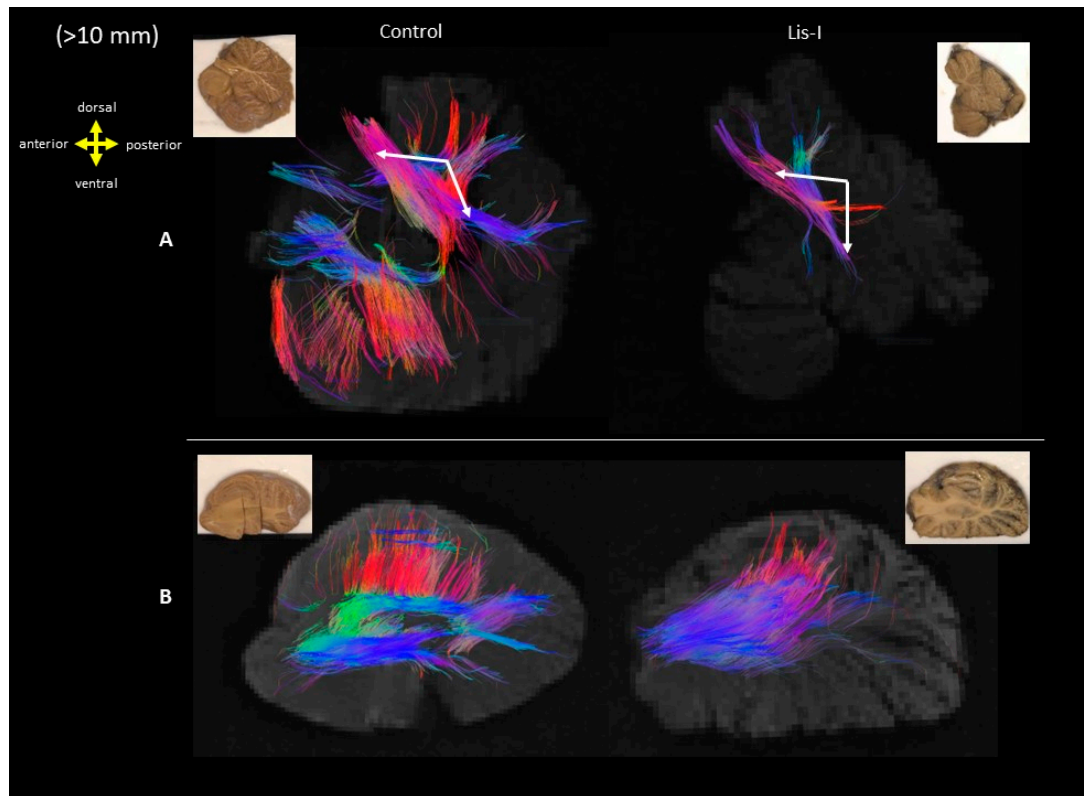 (>10 mm)
Control
Lis-I
dorsal
anterior
posterior
ventral
A
B